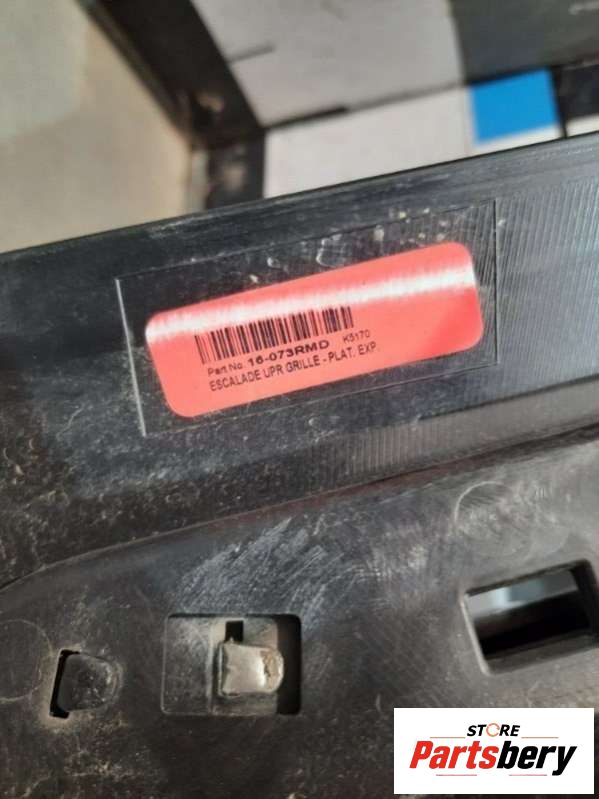 Part No. 16-073RMD K5170
ESCALADE UPR GRILLE - PLAT. EXP.
STORE
Partsbery